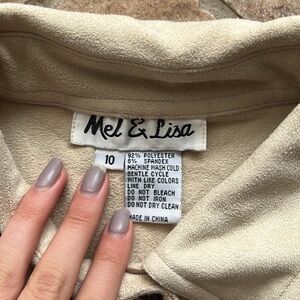 Mel & Lisa
10
92% POLYESTER
8% SPANDEX
MACHINE WASH COLD
GENTLE CYCLE
WITH LIKE COLORS
LINE DRY
DO NOT BLEACH
DO NOT IRON
DO NOT DRY CLEAN
MADE IN CHINA